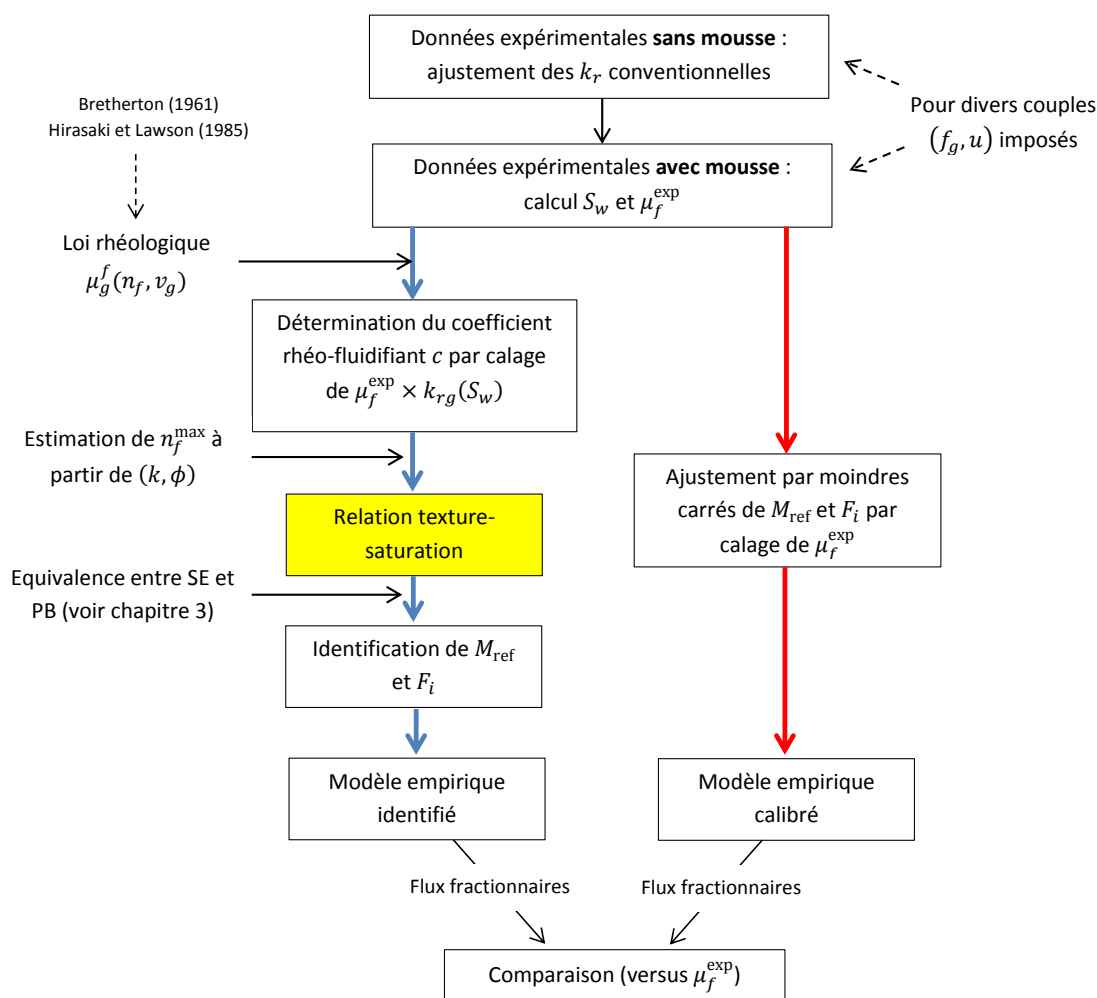 Données expérimentales sans mousse :
ajustement des k_r conventionnelles
Bretherton (1961)
Hirasaki et Lawson (1985)
Pour divers couples
(f_g, u) imposés
Données expérimentales avec mousse :
calcul S_w et μ_f^exp
Loi rhéologique
μ_g^f(n_f, v_g)
Détermination du coefficient
rhéo-fluidifiant c par calage
de μ_f^exp × k_rg(S_w)
Estimation de n_f^max à
partir de (k, ϕ)
Ajustement par moindres
carrés de M_ref et F_i par
calage de μ_f^exp
Relation texture-
saturation
Equivalence entre SE et
PB (voir chapitre 3)
Identification de M_ref
et F_i
Modèle empirique
identifié
Modèle empirique
calibré
Flux fractionnaires
Flux fractionnaires
Comparaison (versus μ_f^exp)